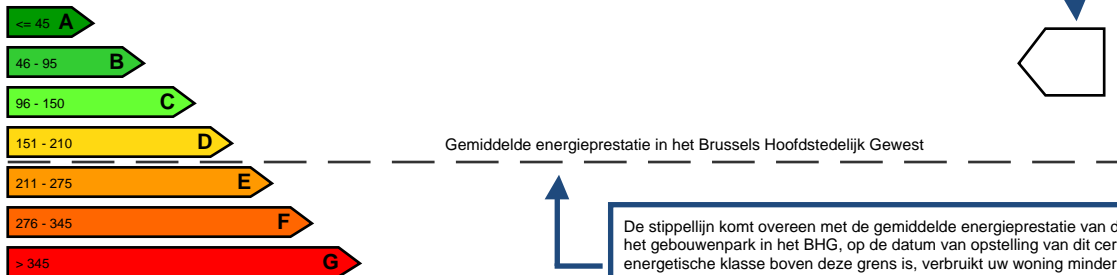 <= 45 A
46 - 95 B
96 - 150 C
151 - 210 D
Gemiddelde energieprestatie in het Brussels Hoofdstedelijk Gewest
211 - 275 E
276 - 345 F
> 345 G
De stippellijn komt overeen met de gemiddelde energieprestatie van
het gebouwenpark in het BHG, op de datum van opstelling van dit
energetische klasse boven deze grens is, verbruikt uw woning minder